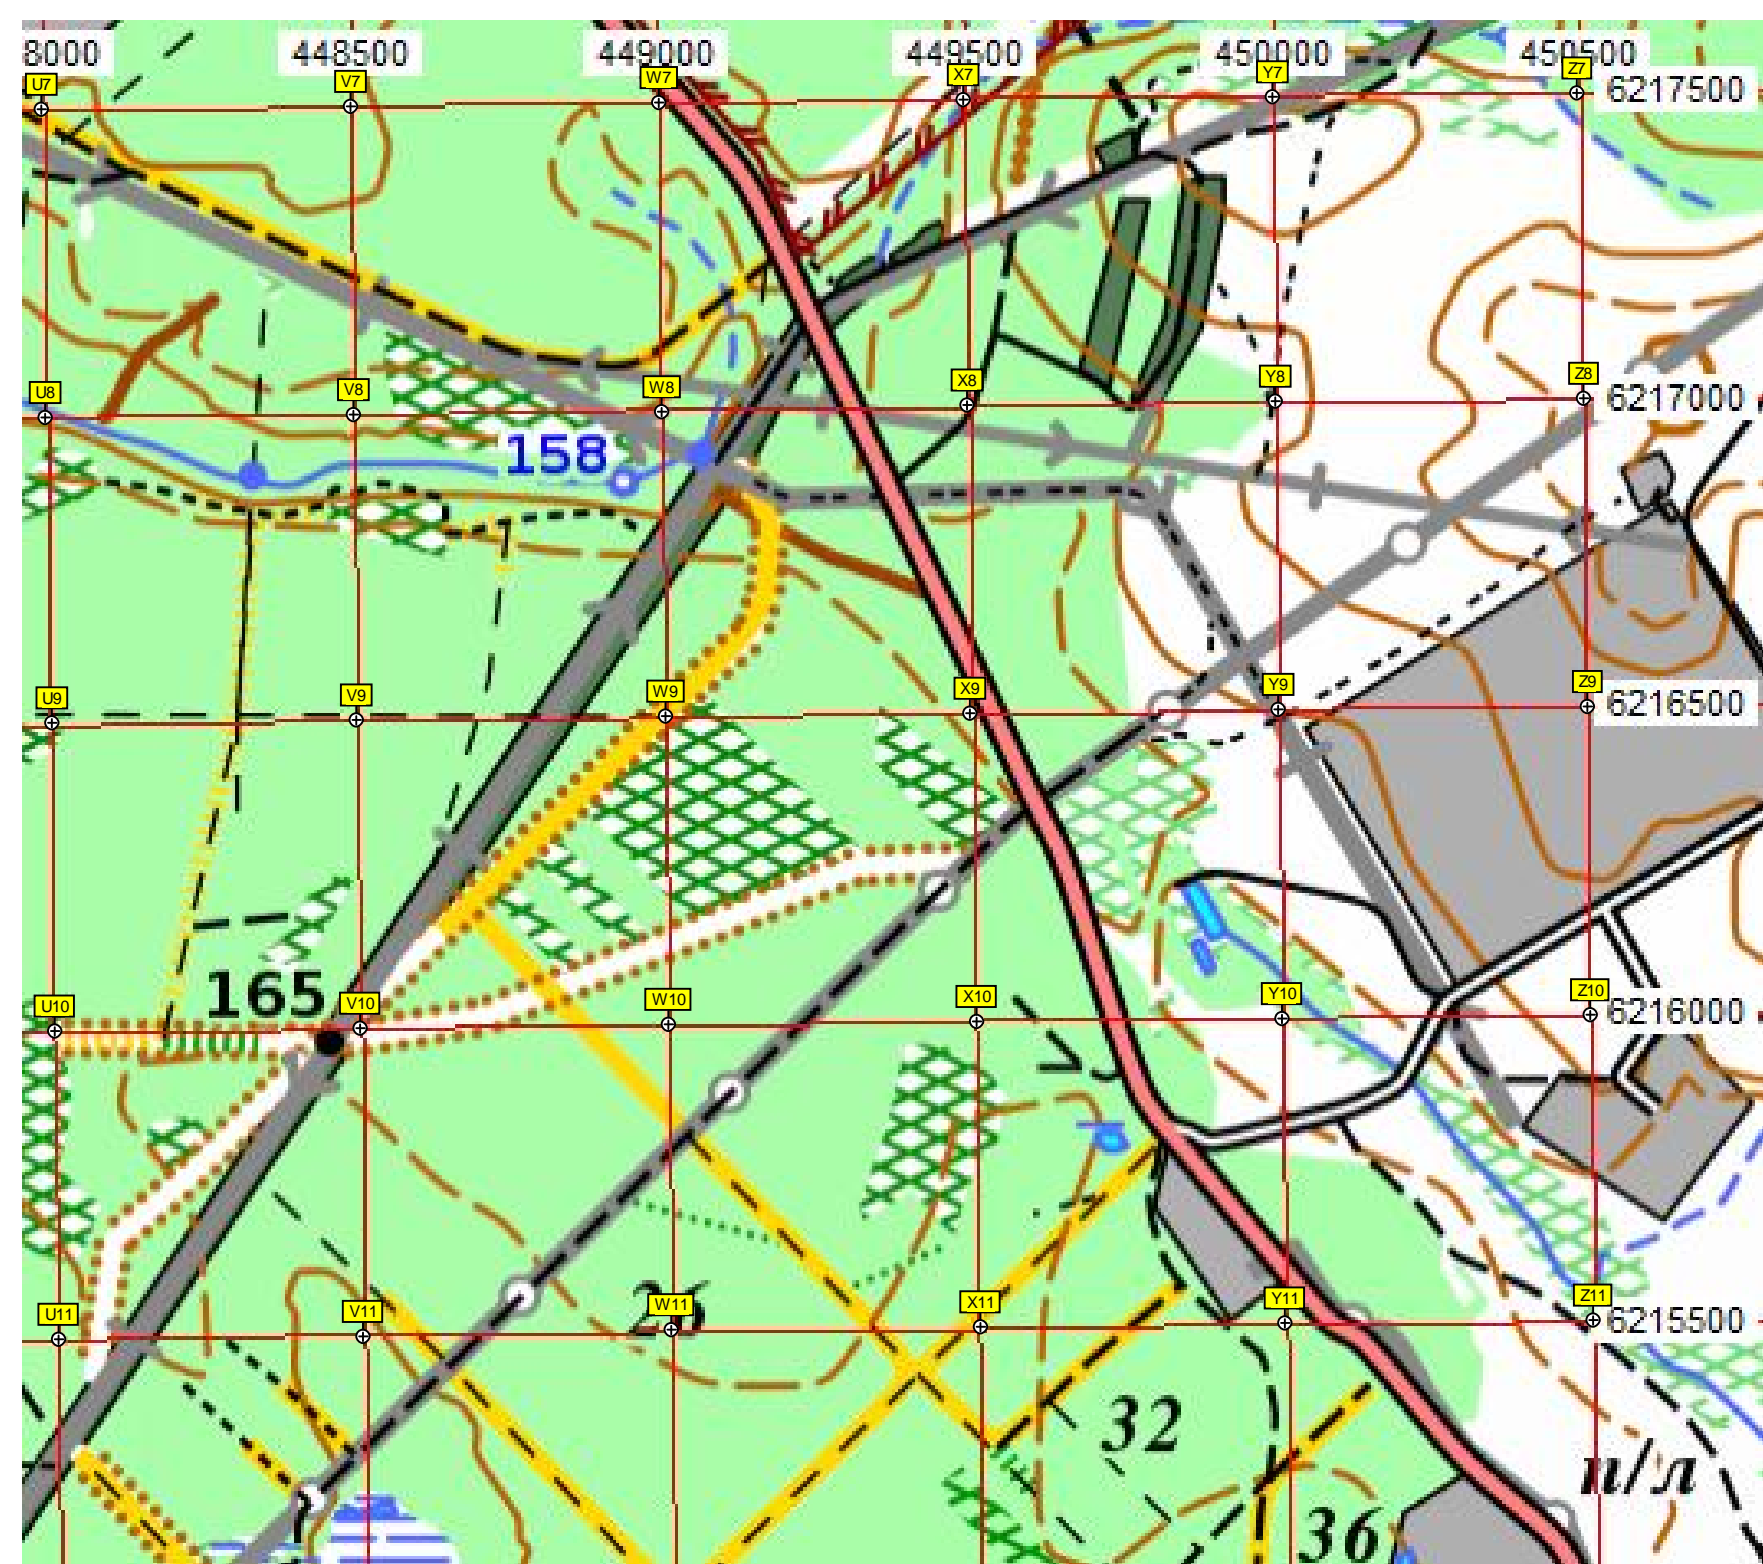 8000 448500 449000 449500 450000 450500
U7 V7 W7 X7 Y7 Z7 6217500
U8 V8 W8 X8 Y8 Z8 6217000
158
U9 V9 W9 X9 Y9 Z9 6216500
165
U10 V10 W10 X10 Y10 Z10 6216000
26
U11 V11 W11 X11 Y11 Z11 6215500
32
п/л
36